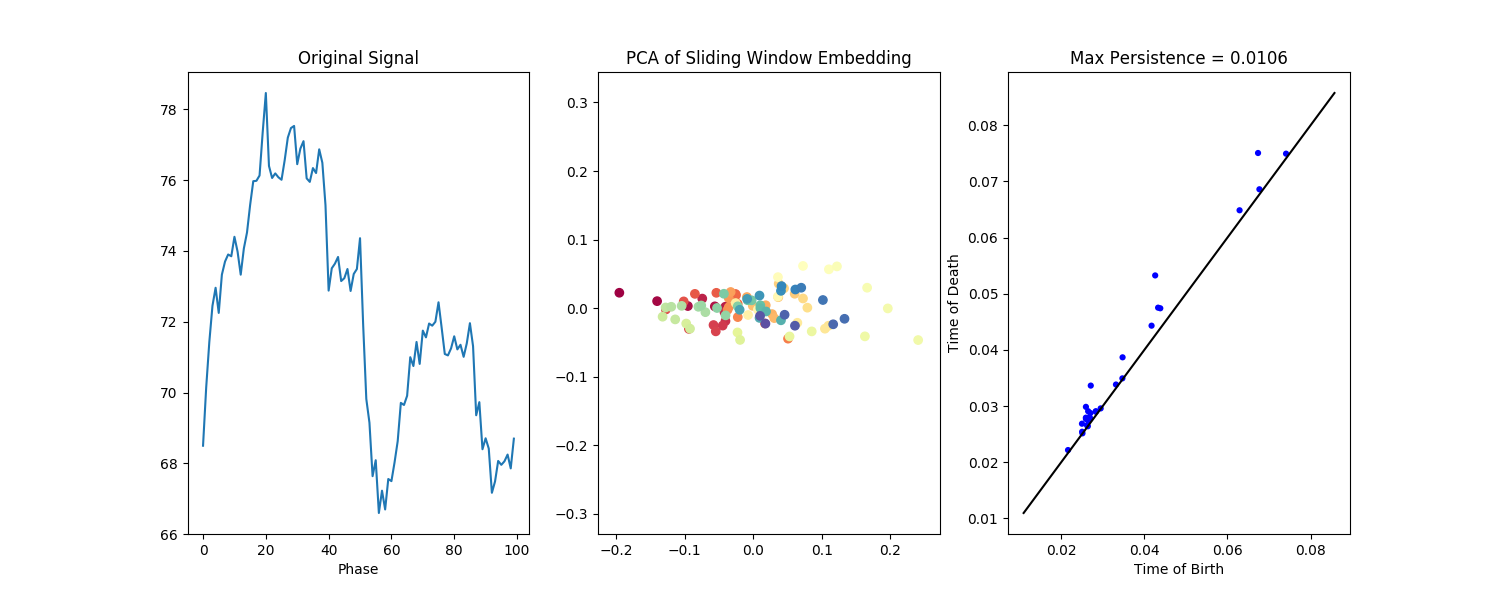 Original Signal
78
76
74
72
70
68
66
0 20 40 60 80 100
Phase
PCA of Sliding Window Embedding
0.3
0.2
0.1
0.0
−0.1
−0.2
−0.3
−0.2 −0.1 0.0 0.1 0.2
Max Persistence = 0.0106
Time of Death
0.08
0.07
0.06
0.05
0.04
0.03
0.02
0.01
0.02 0.04 0.06 0.08
Time of Birth